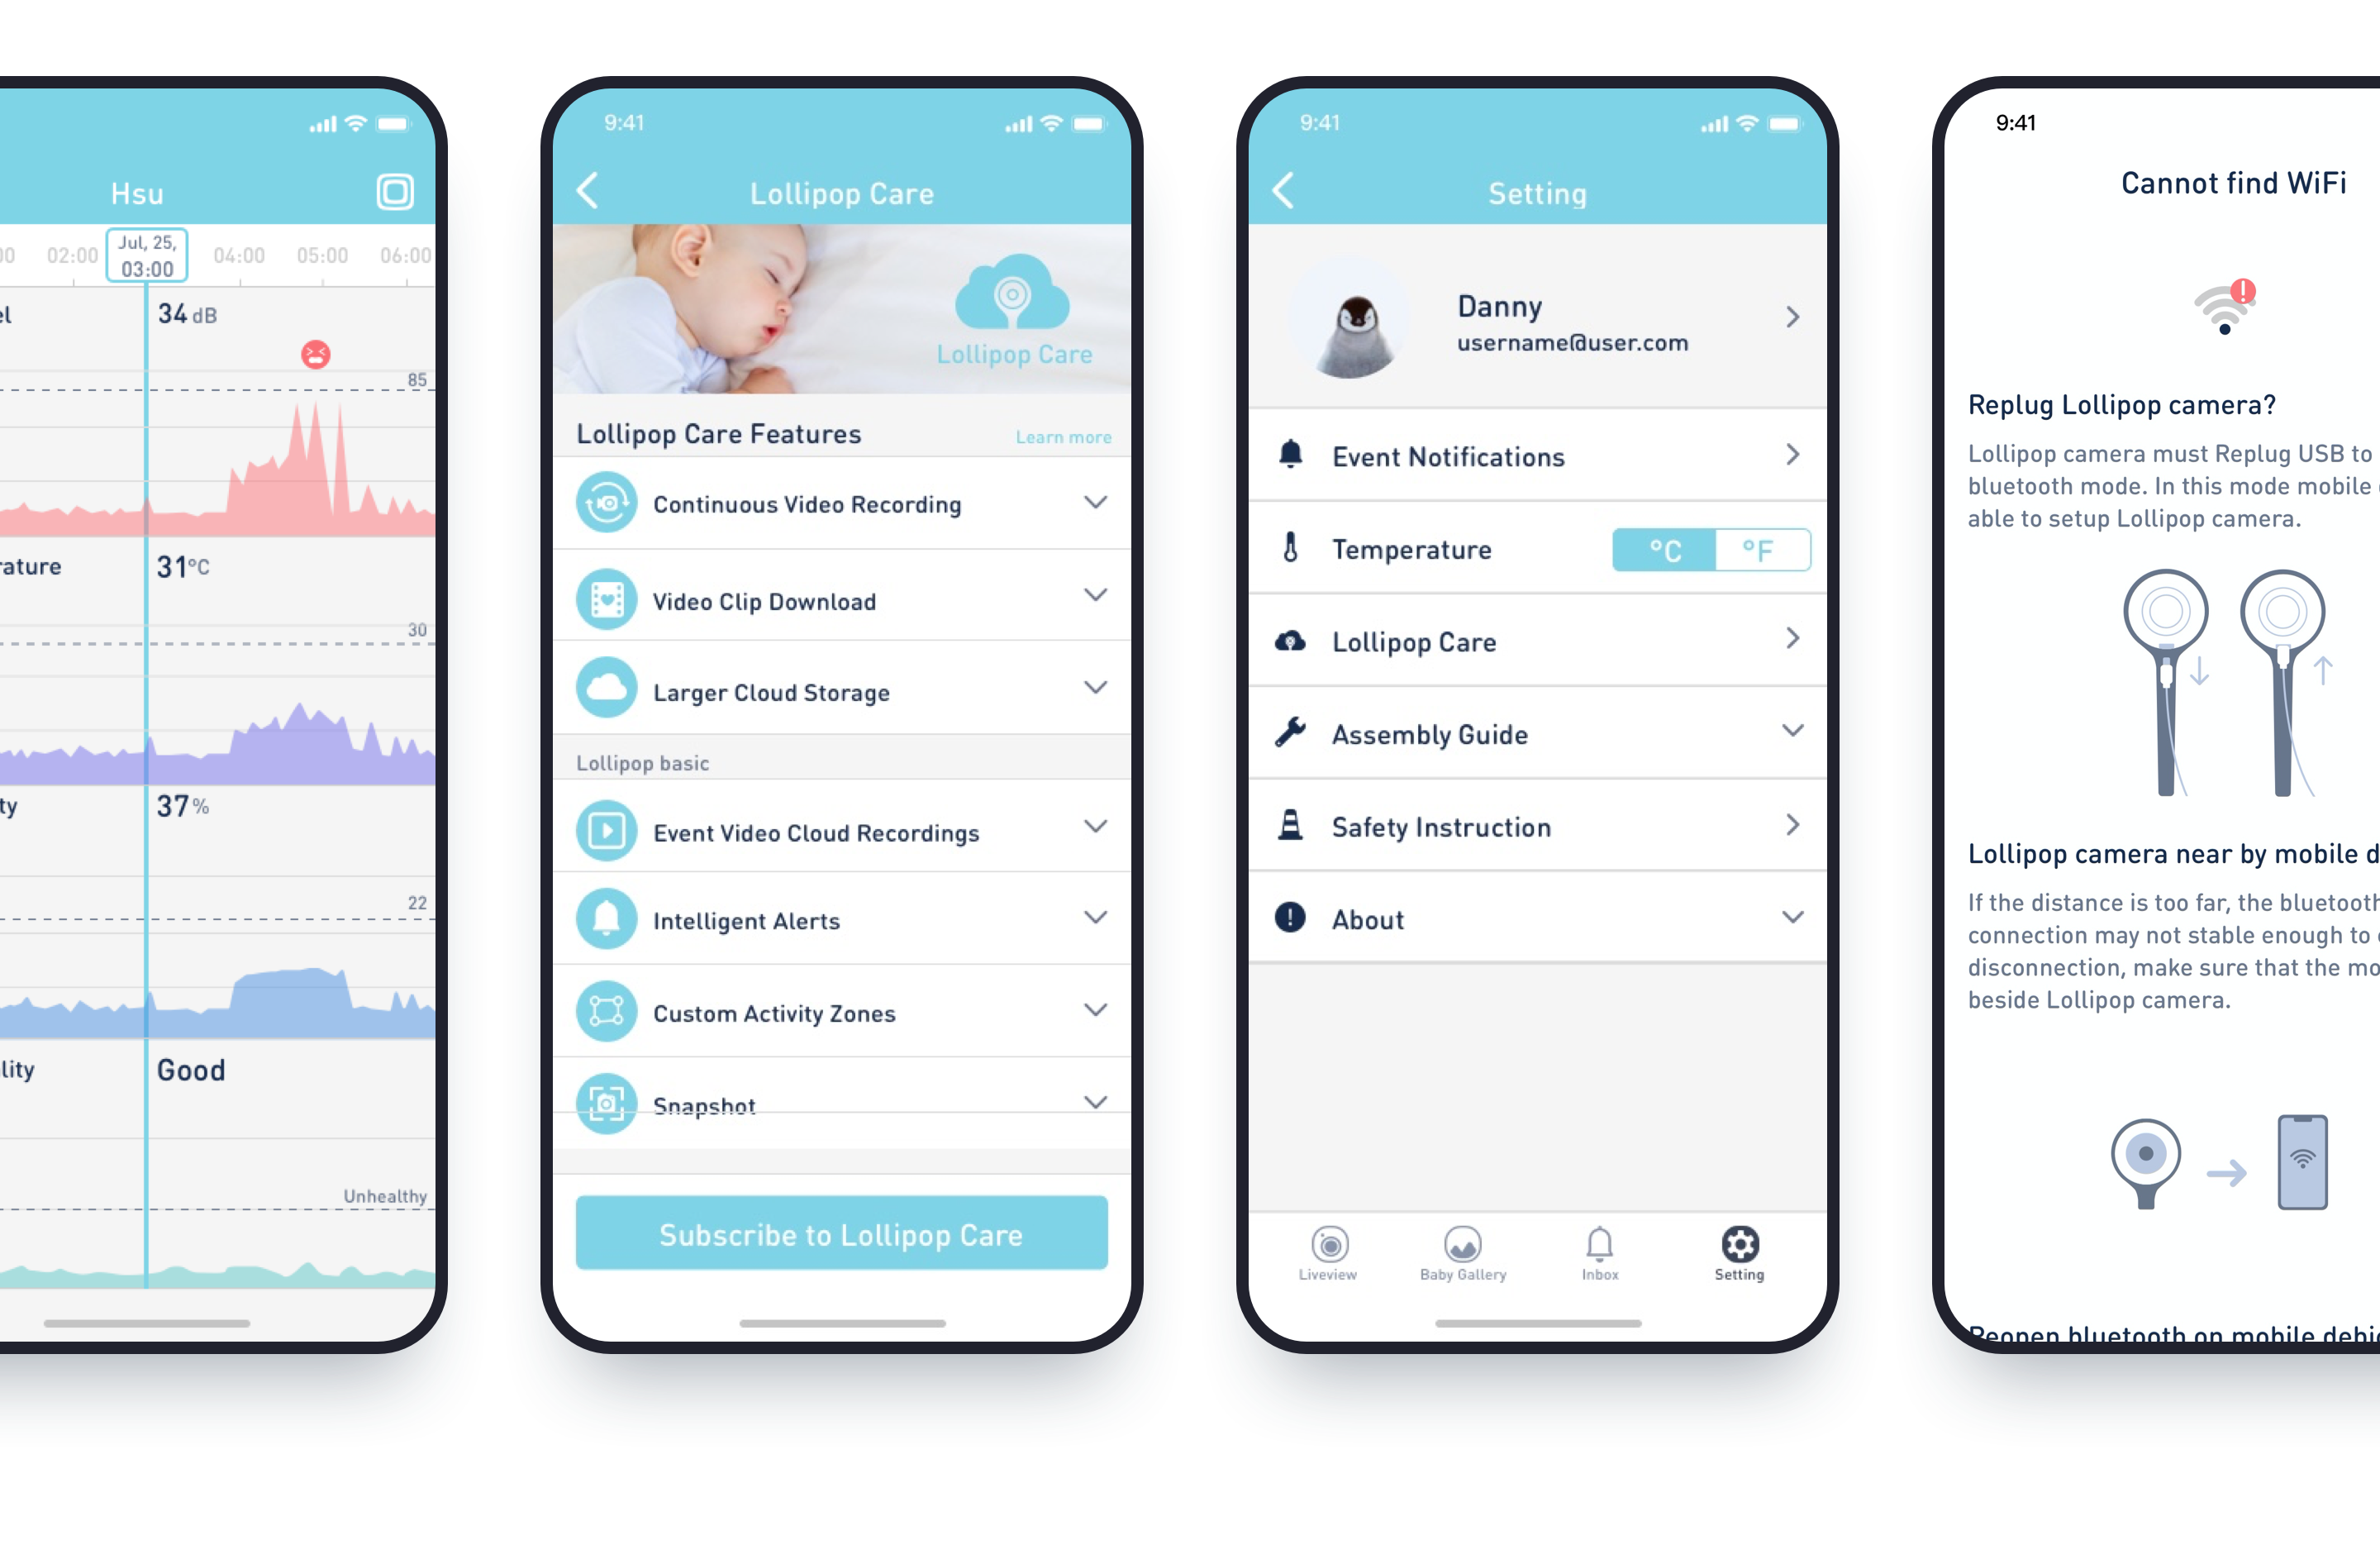 Hsu
02:00
Jul, 25,
03:00
04:00
05:00
06:00
34 dB
85
31°C
30
37 %
22
Good
Unhealthy
9:41
Lollipop Care
Lollipop Care
Lollipop Care Features
Learn more
Continuous Video Recording
Video Clip Download
Larger Cloud Storage
Lollipop basic
Event Video Cloud Recordings
Intelligent Alerts
Custom Activity Zones
Snapshot
Subscribe to Lollipop Care
9:41
Setting
Danny
username@user.com
Event Notifications
Temperature
°C
°F
Lollipop Care
Assembly Guide
Safety Instruction
About
Liveview
Baby Gallery
Inbox
Setting
9:41
Cannot find WiFi
Replug Lollipop camera?
Lollipop camera must Replug USB to
bluetooth mode. In this mode mobile
able to setup Lollipop camera.
Lollipop camera near by mobile
If the distance is too far, the bluetooth
connection may not stable enough to
disconnection, make sure that the
beside Lollipop camera.
Reopen bluetooth on mobile